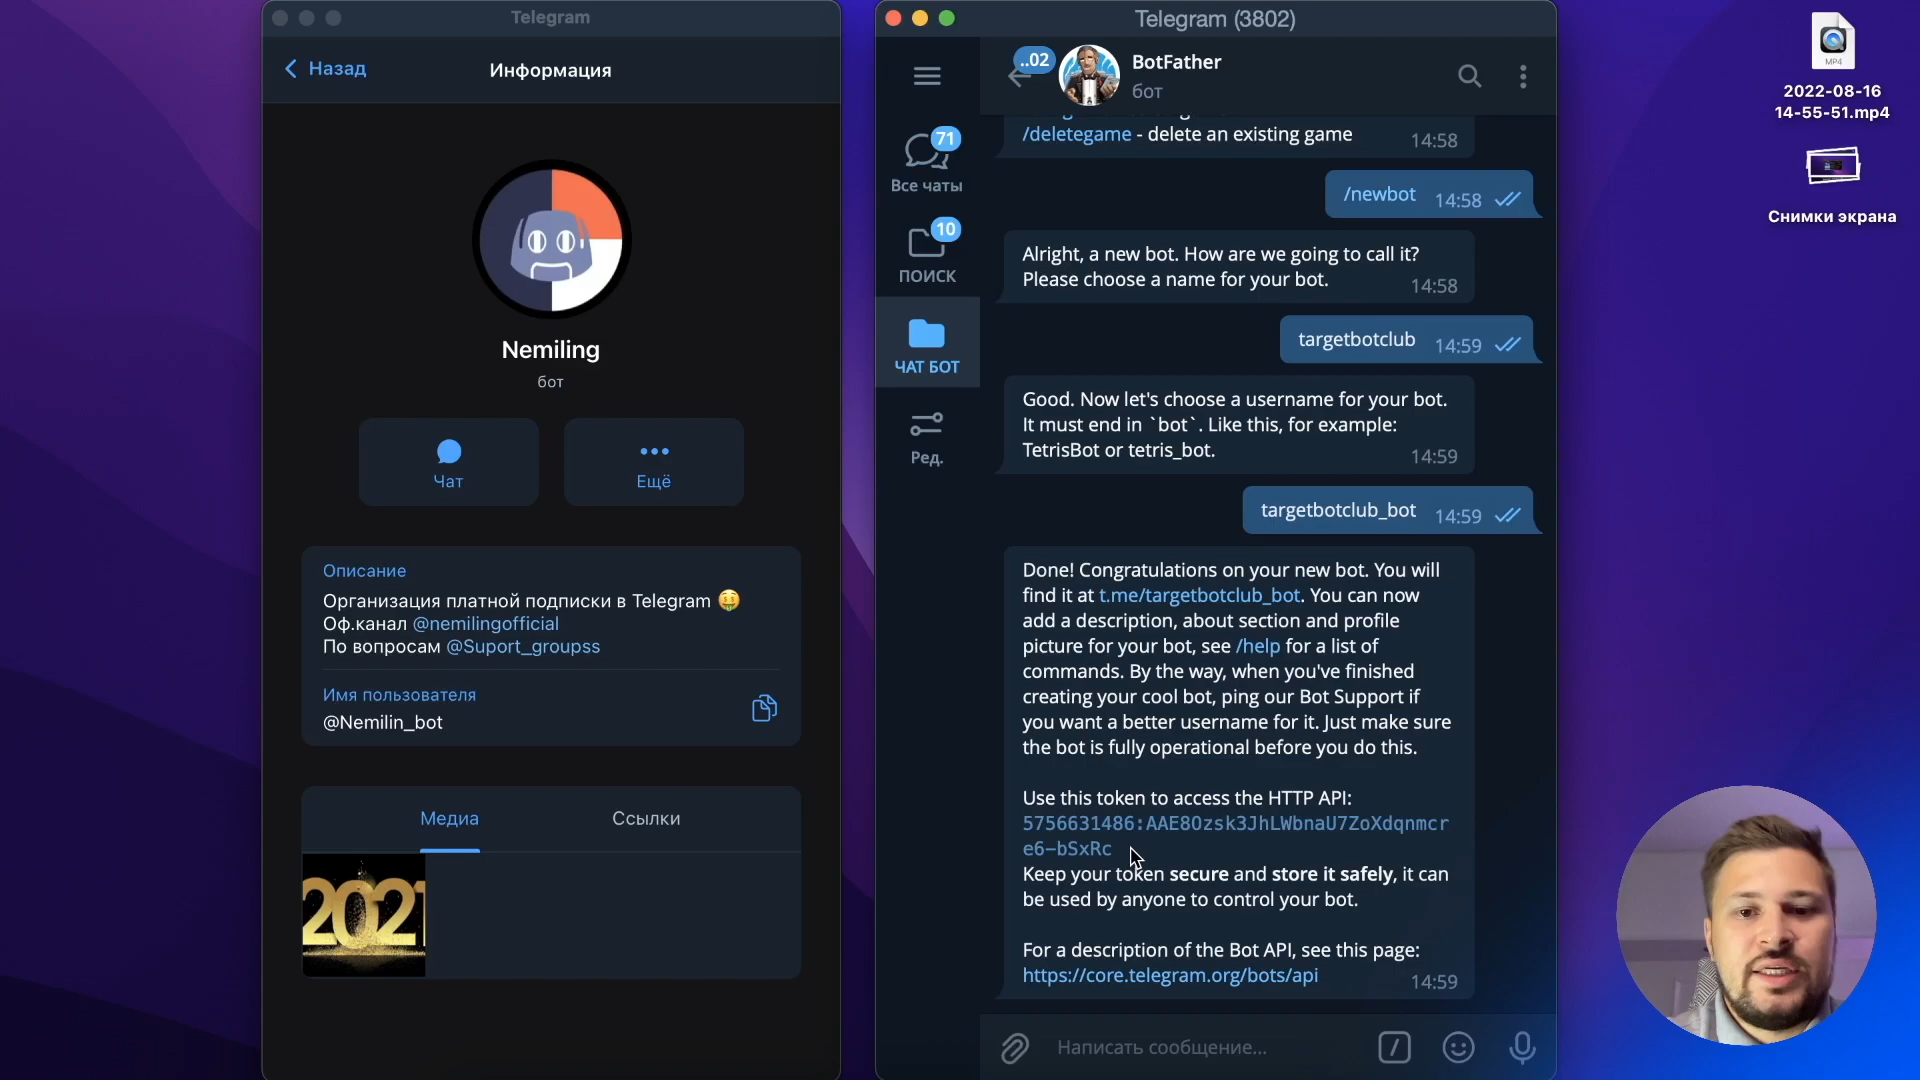 Telegram
Назад
Информация
Nemiling
бот
Чат
Ещё
Описание
Организация платной подписки в Telegram 🤑
Оф.канал @nemilingofficial
По вопросам @Suport_groupss
Имя пользователя
@Nemilin_bot
Медиа
Ссылки
2021
Telegram (3802)
..02
BotFather
бот
71
Все чаты
10
ПОИСК
ЧАТ БОТ
Ред.
/deletegame - delete an existing game
14:58
/newbot 14:58
Alright, a new bot. How are we going to call it?
Please choose a name for your bot.
14:58
targetbotclub 14:59
Good. Now let's choose a username for your bot.
It must end in `bot`. Like this, for example:
TetrisBot or tetris_bot.
14:59
targetbotclub_bot 14:59
Done! Congratulations on your new bot. You will
find it at t.me/targetbotclub_bot. You can now
add a description, about section and profile
picture for your bot, see /help for a list of
commands. By the way, when you've finished
creating your cool bot, ping our Bot Support if
you want a better username for it. Just make sure
the bot is fully operational before you do this.
Use this token to access the HTTP API:
5756631486:AAE8Ozsk3JhLWbnaU7ZoXdqnmcr
e6-bSxRc
Keep your token secure and store it safely, it can
be used by anyone to control your bot.
For a description of the Bot API, see this page:
https://core.telegram.org/bots/api
14:59
Написать сообщение...
MP4
2022-08-16
14-55-51.mp4
Снимки экрана